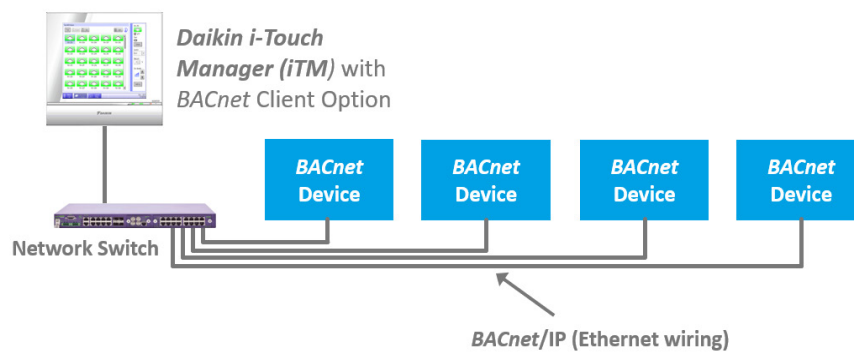 Daikin i-Touch
Manager (iTM) with
BACnet Client Option
BACnet
Device
BACnet
Device
BACnet
Device
BACnet
Device
Network Switch
BACnet/IP (Ethernet wiring)